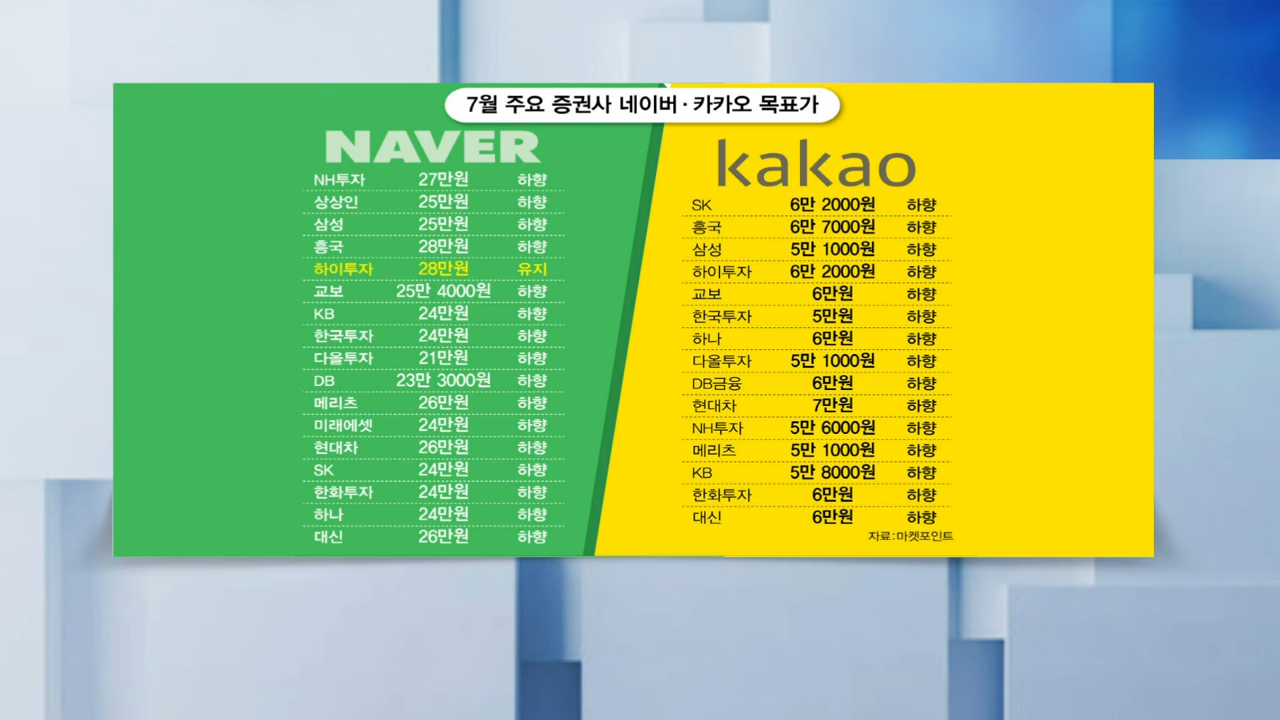 7월 주요 증권사 네이버·카카오 목표가
NAVER
NH투자 27만원 하향
상상인 25만원 하향
삼성 25만원 하향
흥국 28만원 하향
하이투자 28만원 유지
교보 25만 4000원 하향
KB 24만원 하향
한국투자 24만원 하향
다올투자 21만원 하향
DB 23만 3000원 하향
메리츠 26만원 하향
미래에셋 24만원 하향
현대차 26만원 하향
SK 24만원 하향
한화투자 24만원 하향
하나 24만원 하향
대신 26만원 하향
kakao
SK 6만 2000원 하향
흥국 6만 7000원 하향
삼성 5만 1000원 하향
하이투자 6만 2000원 하향
교보 6만원 하향
한국투자 5만원 하향
하나 6만원 하향
다올투자 5만 1000원 하향
DB금융 6만원 하향
현대차 7만원 하향
NH투자 5만 6000원 하향
메리츠 5만 1000원 하향
KB 5만 8000원 하향
한화투자 6만원 하향
대신 6만원 하향
자료:마켓포인트